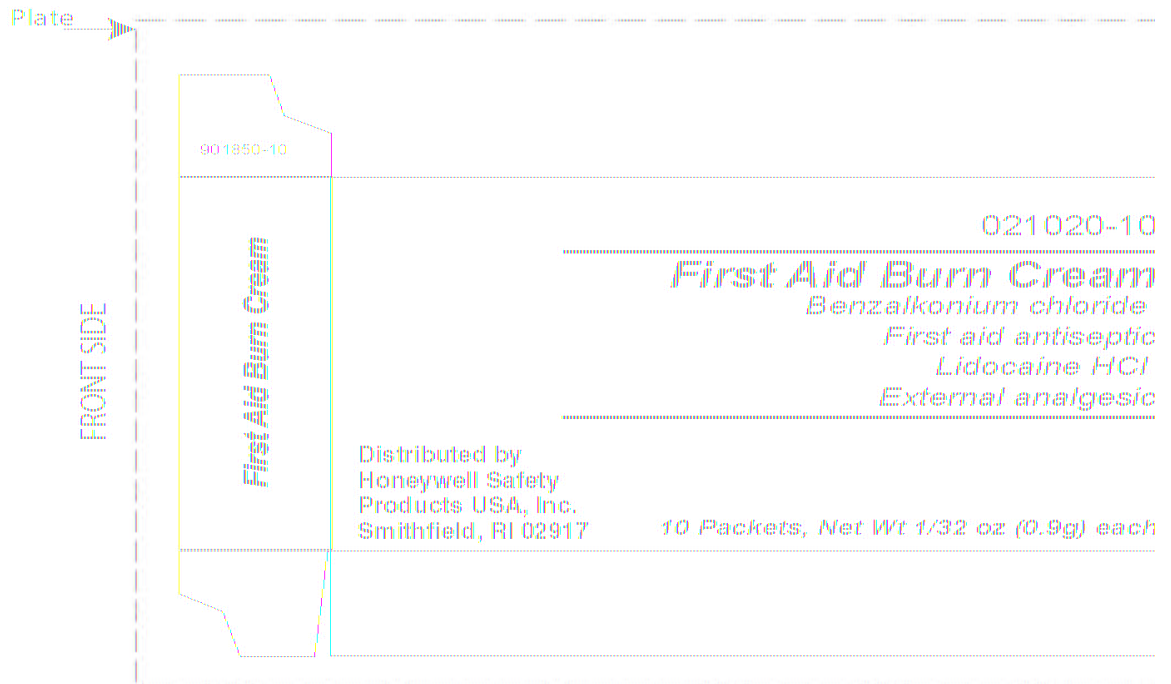 Plate
901850-10
021020-10
First Aid Burn Cream
Benzalkonium chloride
First aid antiseptic
Lidocaine HCl
External analgesic
First Aid Burn Cream
FRONT SIDE
Distributed by
Honeywell Safety
Products USA, Inc.
Smithfield, RI 02917
10 Packets, Net Wt 1/32 oz (0.9g) each